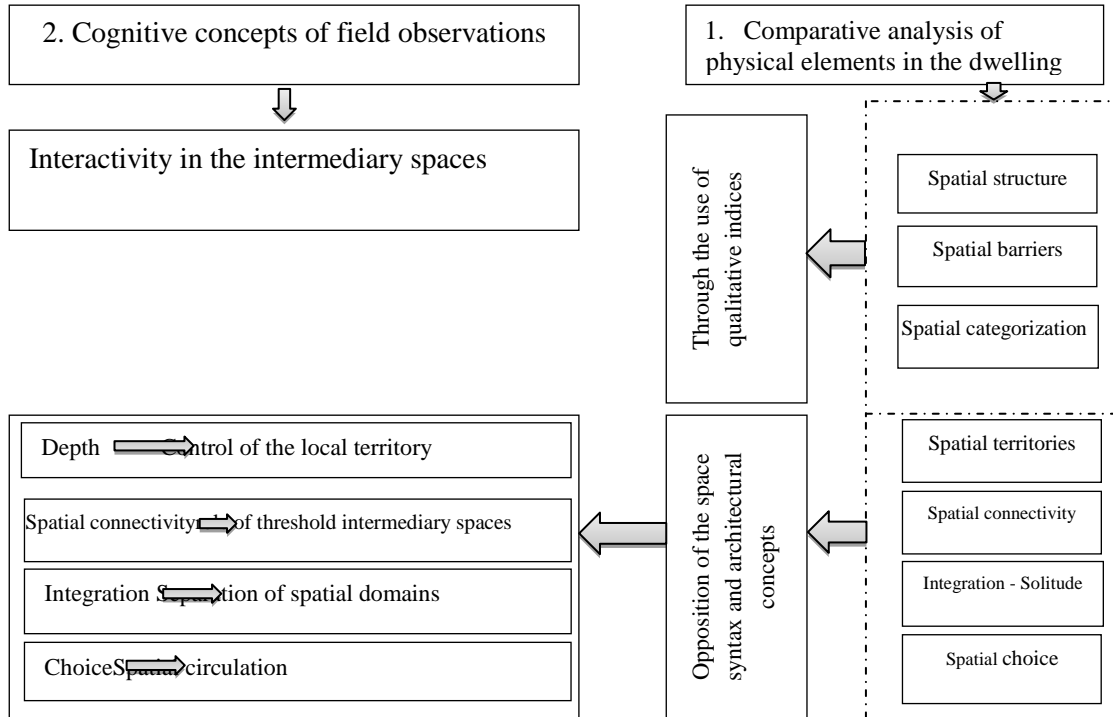 2. Cognitive concepts of field observations
1. Comparative analysis of
physical elements in the dwelling
Interactivity in the intermediary spaces
Through the use of
qualitative indices
Spatial structure
Spatial barriers
Spatial categorization
Depth Control of the local territory
Spatial connectivity of threshold intermediary spaces
Integration Separation of spatial domains
Choice Spatial circulation
Opposition of the space
syntax and architectural
concepts
Spatial territories
Spatial connectivity
Integration - Solitude
Spatial choice